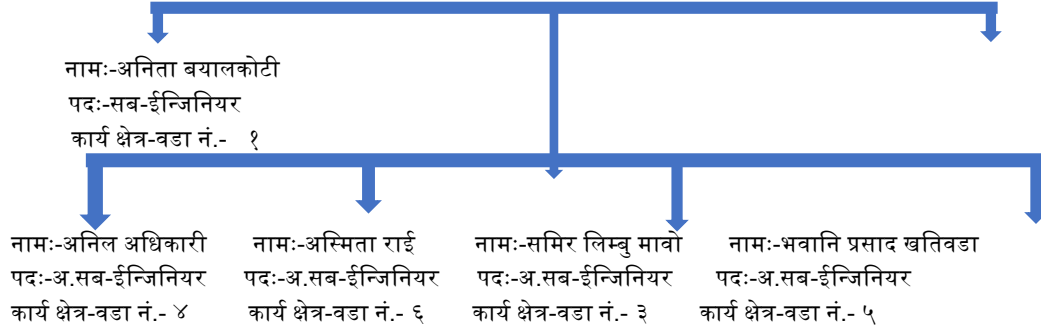 नामः-अनिता बयालकोटी
पदः-सब-ईन्जिनियर
कार्य क्षेत्र-वडा नं.- १
नामः-अनिल अधिकारी नामः-अस्मिता राई नामः-समिर लिम्बु मावो नामः-भवानि प्रसाद खतिवडा
पदः-अ.सब-ईन्जिनियर पदः-अ.सब-ईन्जिनियर पदः-अ.सब-ईन्जिनियर पदः-अ.सब-ईन्जिनियर
कार्य क्षेत्र-वडा नं.- ४ कार्य क्षेत्र-वडा नं.- ६ कार्य क्षेत्र-वडा नं.- ३ कार्य क्षेत्र-वडा नं.- ५